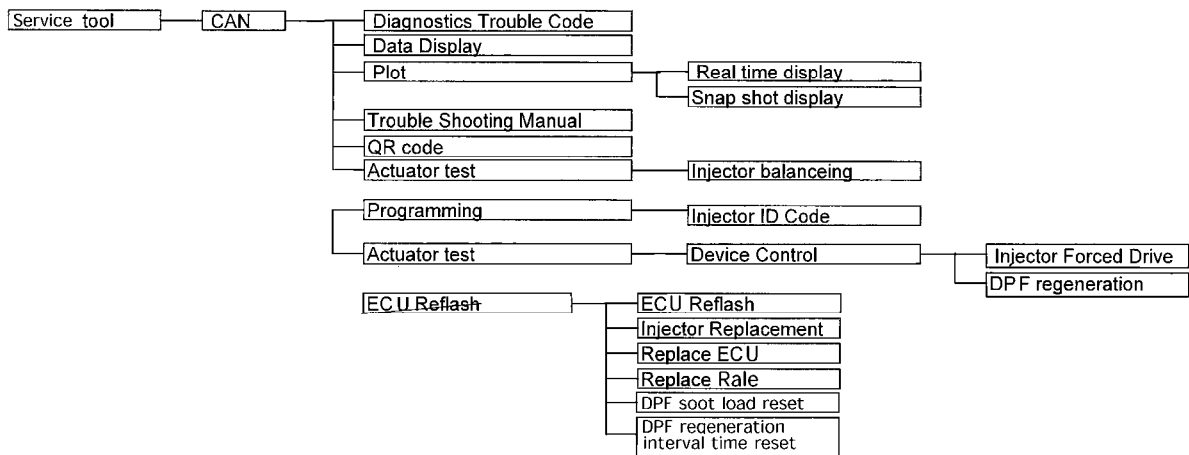 Service tool
CAN
Diagnostics Trouble Code
Data Display
Plot
Real time display
Snap shot display
Trouble Shooting Manual
QR code
Actuator test
Injector balanceing
Programming
Injector ID Code
Actuator test
Device Control
Injector Forced Drive
DPF regeneration
ECU Reflash
ECU Reflash
Injector Replacement
Replace ECU
Replace Rale
DPF soot load reset
DPF regeneration
interval time reset